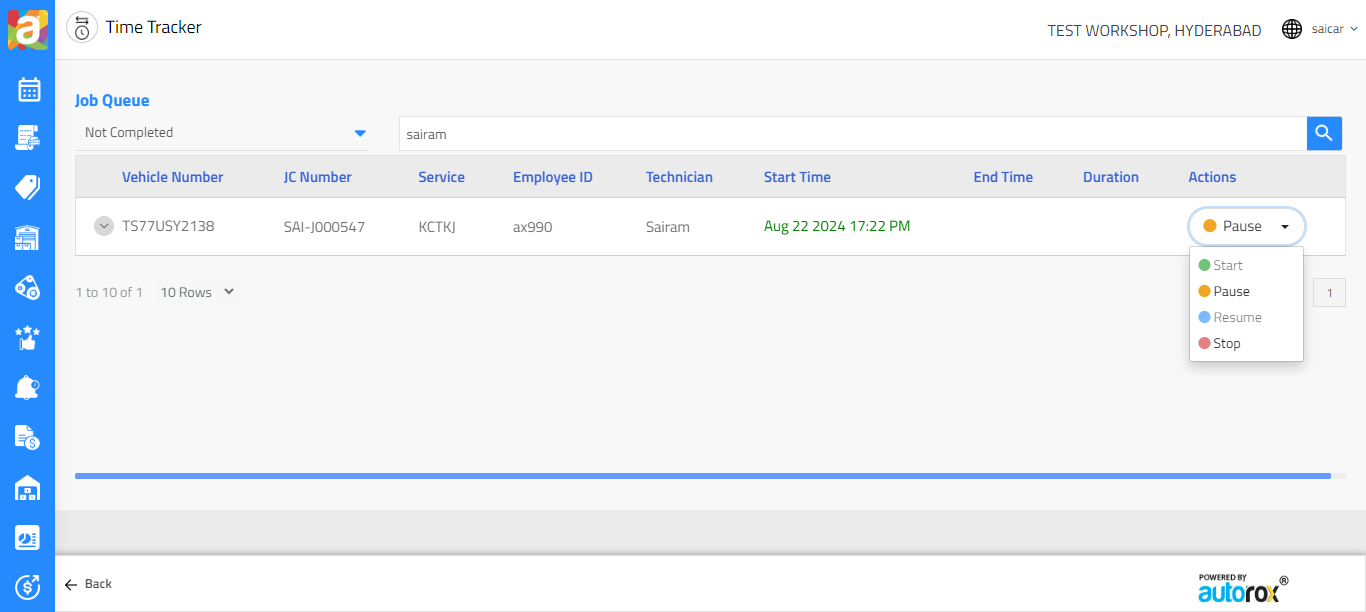 a
Time Tracker
TEST WORKSHOP, HYDERABAD
saicar
Job Queue
Not Completed
sairam
Vehicle Number JC Number Service Employee ID Technician Start Time End Time Duration Actions
TS77USY2138 SAI-J000547 KCTKJ ax990 Sairam Aug 22 2024 17:22 PM Pause
Start
Pause
Resume
Stop
1 to 10 of 1 10 Rows
1
Back
POWERED BY
autorox®